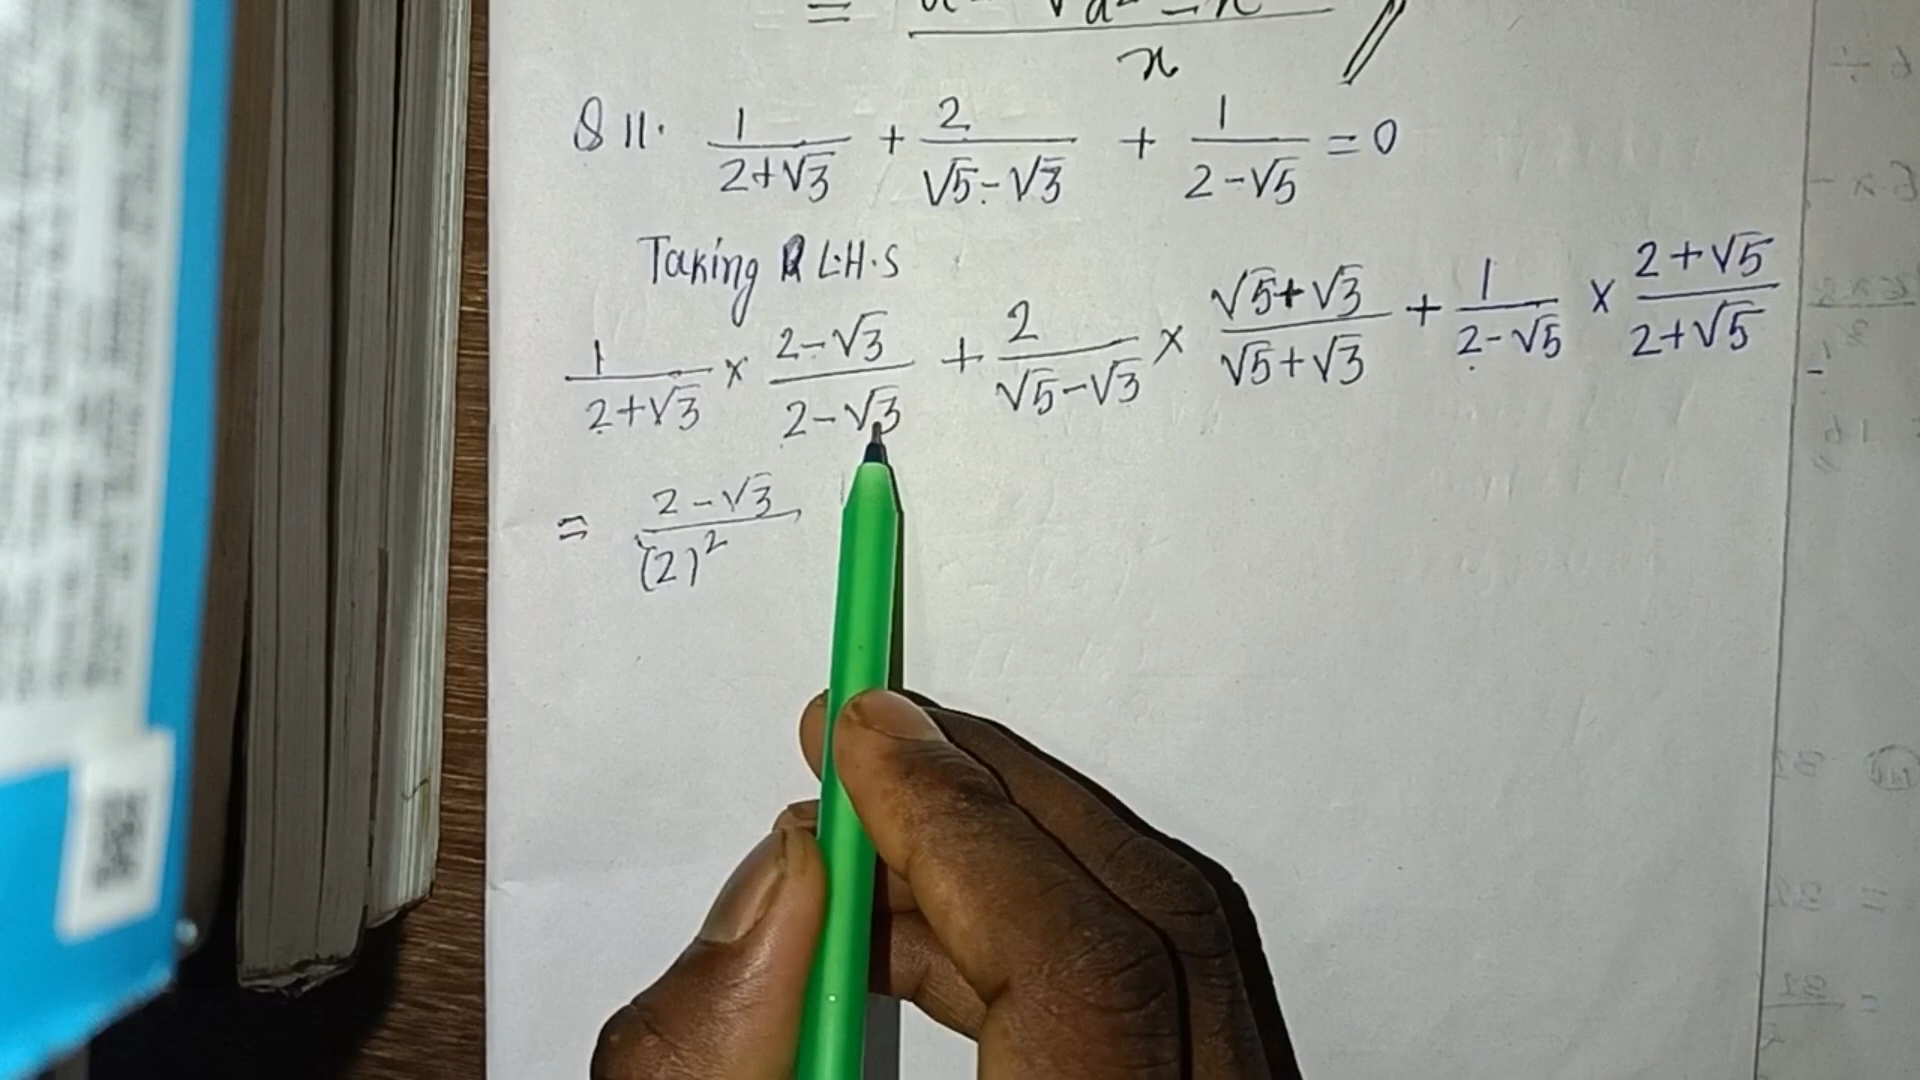 =
x
Q 11. 1/(2+√3) + 2/(√5-√3) + 1/(2-√5) = 0
Taking L.H.S
1/(2+√3) × (2-√3)/(2-√3) + 2/(√5-√3) × (√5+√3)/(√5+√3) + 1/(2-√5) × (2+√5)/(2+√5)
= (2-√3)/(2)²